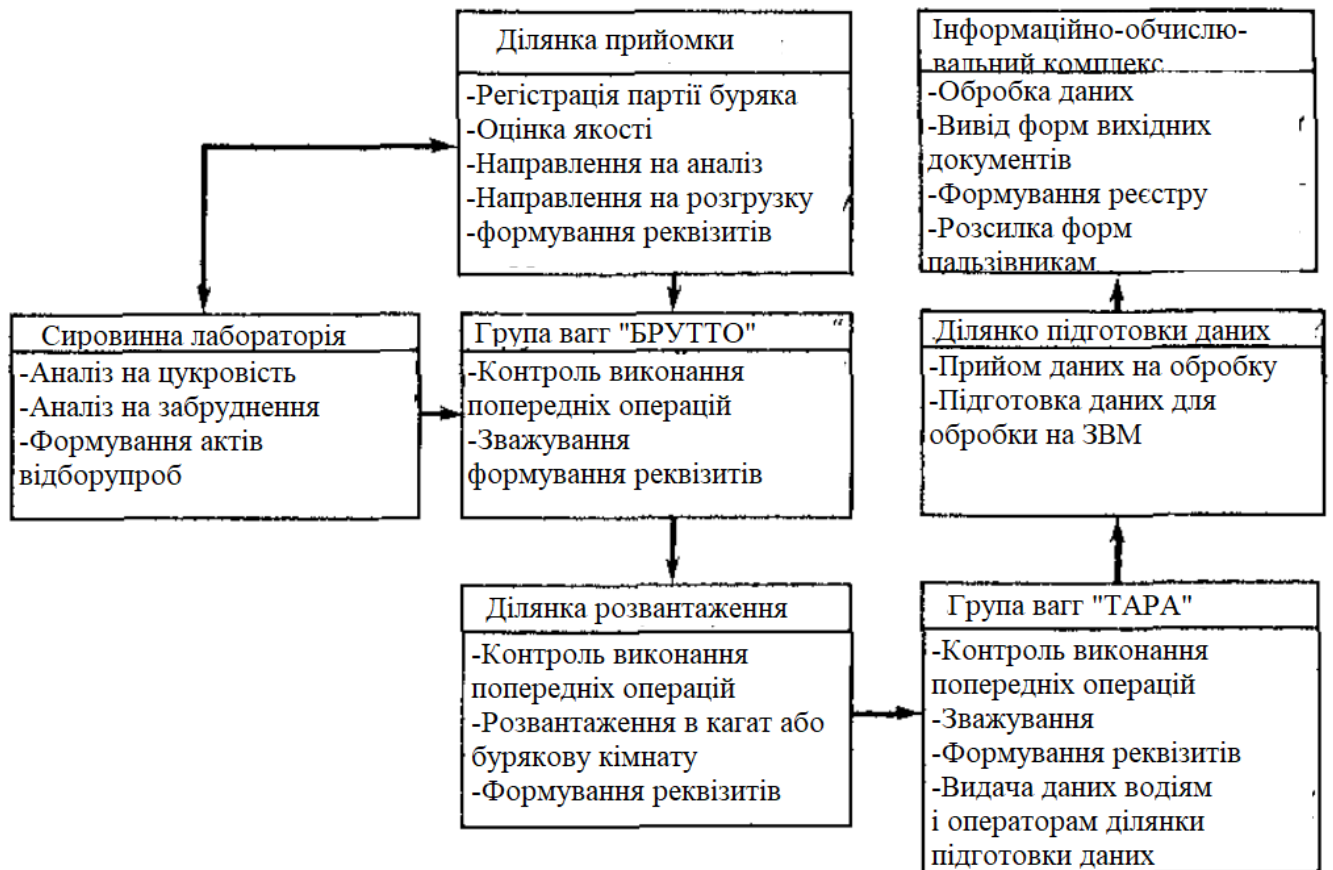 Ділянка прийомки
-Регістрація партії буряка
-Оцінка якості
-Направлення на аналіз
-Направлення на розгрузку
-формування реквізитів
Інформаційно-обчислю-
вальний комплекс
-Обробка даних
-Вивід форм вихідних
документів
-Формування реєстру
-Розсилка форм
пальзівникам
Сировинна лабораторія
-Аналіз на цукровість
-Аналіз на забруднення
-Формування актів
відборупроб
Група вагг "БРУТТО"
-Контроль виконання
попередніх операцій
-Зважування
формування реквізитів
Ділянко підготовки даних
-Прийом даних на обробку
-Підготовка даних для
обробки на ЗВМ
Ділянка розвантаження
-Контроль виконання
попередніх операцій
-Розвантаження в кагат або
бурякову кімнату
-Формування реквізитів
Група вагг "ТАРА"
-Контроль виконання
попередніх операцій
-Зважування
-Формування реквізитів
-Видача даних водіям
і операторам ділянки
підготовки даних